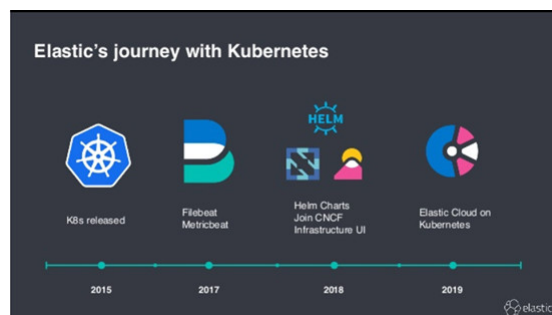 Elastic's journey with Kubernetes
HELM
K8s released
Filebeat
Metricbeat
Helm Charts
Join CNCF
Infrastructure UI
Elastic Cloud on
Kubernetes
2015
2017
2018
2019
elastic